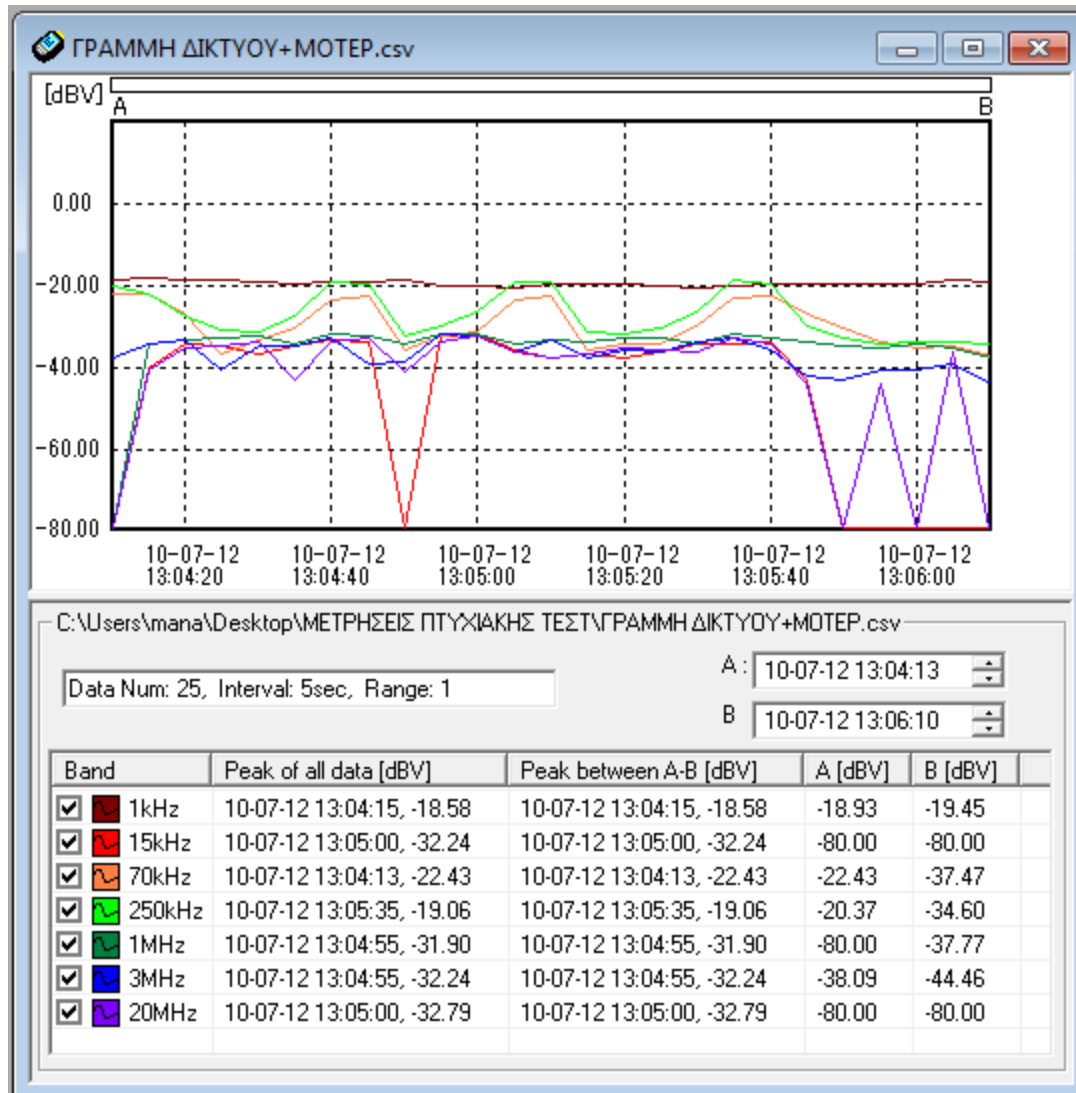 ΓΡΑΜΜΗ ΔΙΚΤΥΟΥ+ΜΟΤΕΡ.csv
[dBV]
A B
0.00
-20.00
-40.00
-60.00
-80.00
10-07-12 10-07-12 10-07-12 10-07-12 10-07-12 10-07-12
13:04:20 13:04:40 13:05:00 13:05:20 13:05:40 13:06:00
C:\Users\mana\Desktop\ΜΕΤΡΗΣΕΙΣ ΠΤΥΧΙΑΚΗΣ ΤΕΣΤ\ΓΡΑΜΜΗ ΔΙΚΤΥΟΥ+ΜΟΤΕΡ.csv
Data Num: 25, Interval: 5sec, Range: 1
A : 10-07-12 13:04:13
B 10-07-12 13:06:10
Band Peak of all data [dBV] Peak between A-B [dBV] A [dBV] B [dBV]
1kHz 10-07-12 13:04:15, -18.58 10-07-12 13:04:15, -18.58 -18.93 -19.45
15kHz 10-07-12 13:05:00, -32.24 10-07-12 13:05:00, -32.24 -80.00 -80.00
70kHz 10-07-12 13:04:13, -22.43 10-07-12 13:04:13, -22.43 -22.43 -37.47
250kHz 10-07-12 13:05:35, -19.06 10-07-12 13:05:35, -19.06 -20.37 -34.60
1MHz 10-07-12 13:04:55, -31.90 10-07-12 13:04:55, -31.90 -80.00 -37.77
3MHz 10-07-12 13:04:55, -32.24 10-07-12 13:04:55, -32.24 -38.09 -44.46
20MHz 10-07-12 13:05:00, -32.79 10-07-12 13:05:00, -32.79 -80.00 -80.00